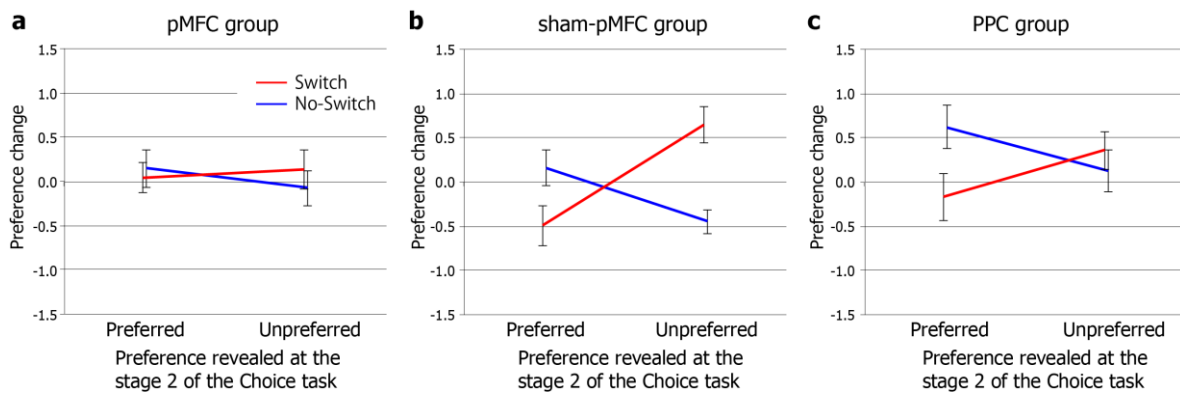 a
pMFC group
Preference change
1.5
1.0
0.5
0.0
-0.5
-1.0
-1.5
Switch
No-Switch
Preferred
Unpreferred
Preference revealed at the
stage 2 of the Choice task
b
sham-pMFC group
Preference change
1.5
1.0
0.5
0.0
-0.5
-1.0
-1.5
Preferred
Unpreferred
Preference revealed at the
stage 2 of the Choice task
c
PPC group
Preference change
1.5
1.0
0.5
0.0
-0.5
-1.0
-1.5
Preferred
Unpreferred
Preference revealed at the
stage 2 of the Choice task